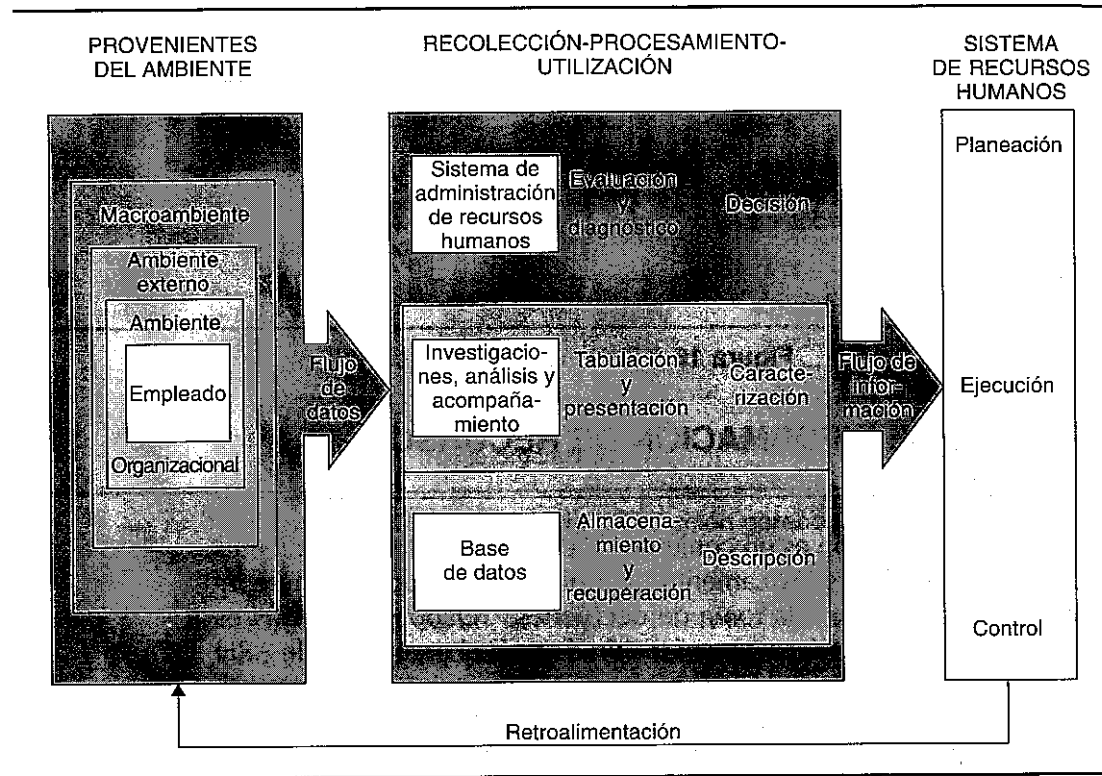 PROVENIENTES
DEL AMBIENTE
RECOLECCIÓN-PROCESAMIENTO-
UTILIZACIÓN
SISTEMA
DE RECURSOS
HUMANOS
Macroambiente
Ambiente
externo
Ambiente
Empleado
Organizacional
Flujo
de
datos
Sistema de
administración
de recursos
humanos
Evaluación
y
diagnóstico
Decisión
Investigacio-
nes, análisis y
acompaña-
miento
Tabulación
y
presentación
Caracte-
rización
Base
de datos
Almacena-
miento
y
recuperación
Descripción
Flujo de
infor-
mación
Planeación
Ejecución
Control
Retroalimentación